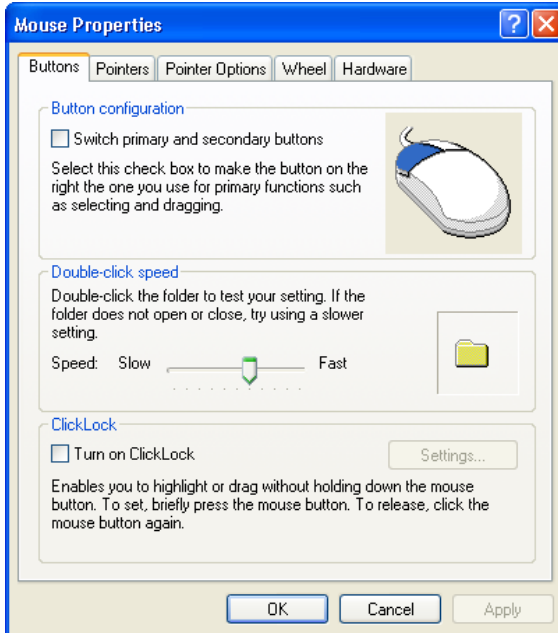 Mouse Properties
?
Buttons Pointers Pointer Options Wheel Hardware
Button configuration
Switch primary and secondary buttons
Select this check box to make the button on the
right the one you use for primary functions such
as selecting and dragging.
Double-click speed
Double-click the folder to test your setting. If the
folder does not open or close, try using a slower
setting.
Speed: Slow Fast
ClickLock
Turn on ClickLock Settings...
Enables you to highlight or drag without holding down the mouse
button. To set, briefly press the mouse button. To release, click the
mouse button again.
OK Cancel Apply